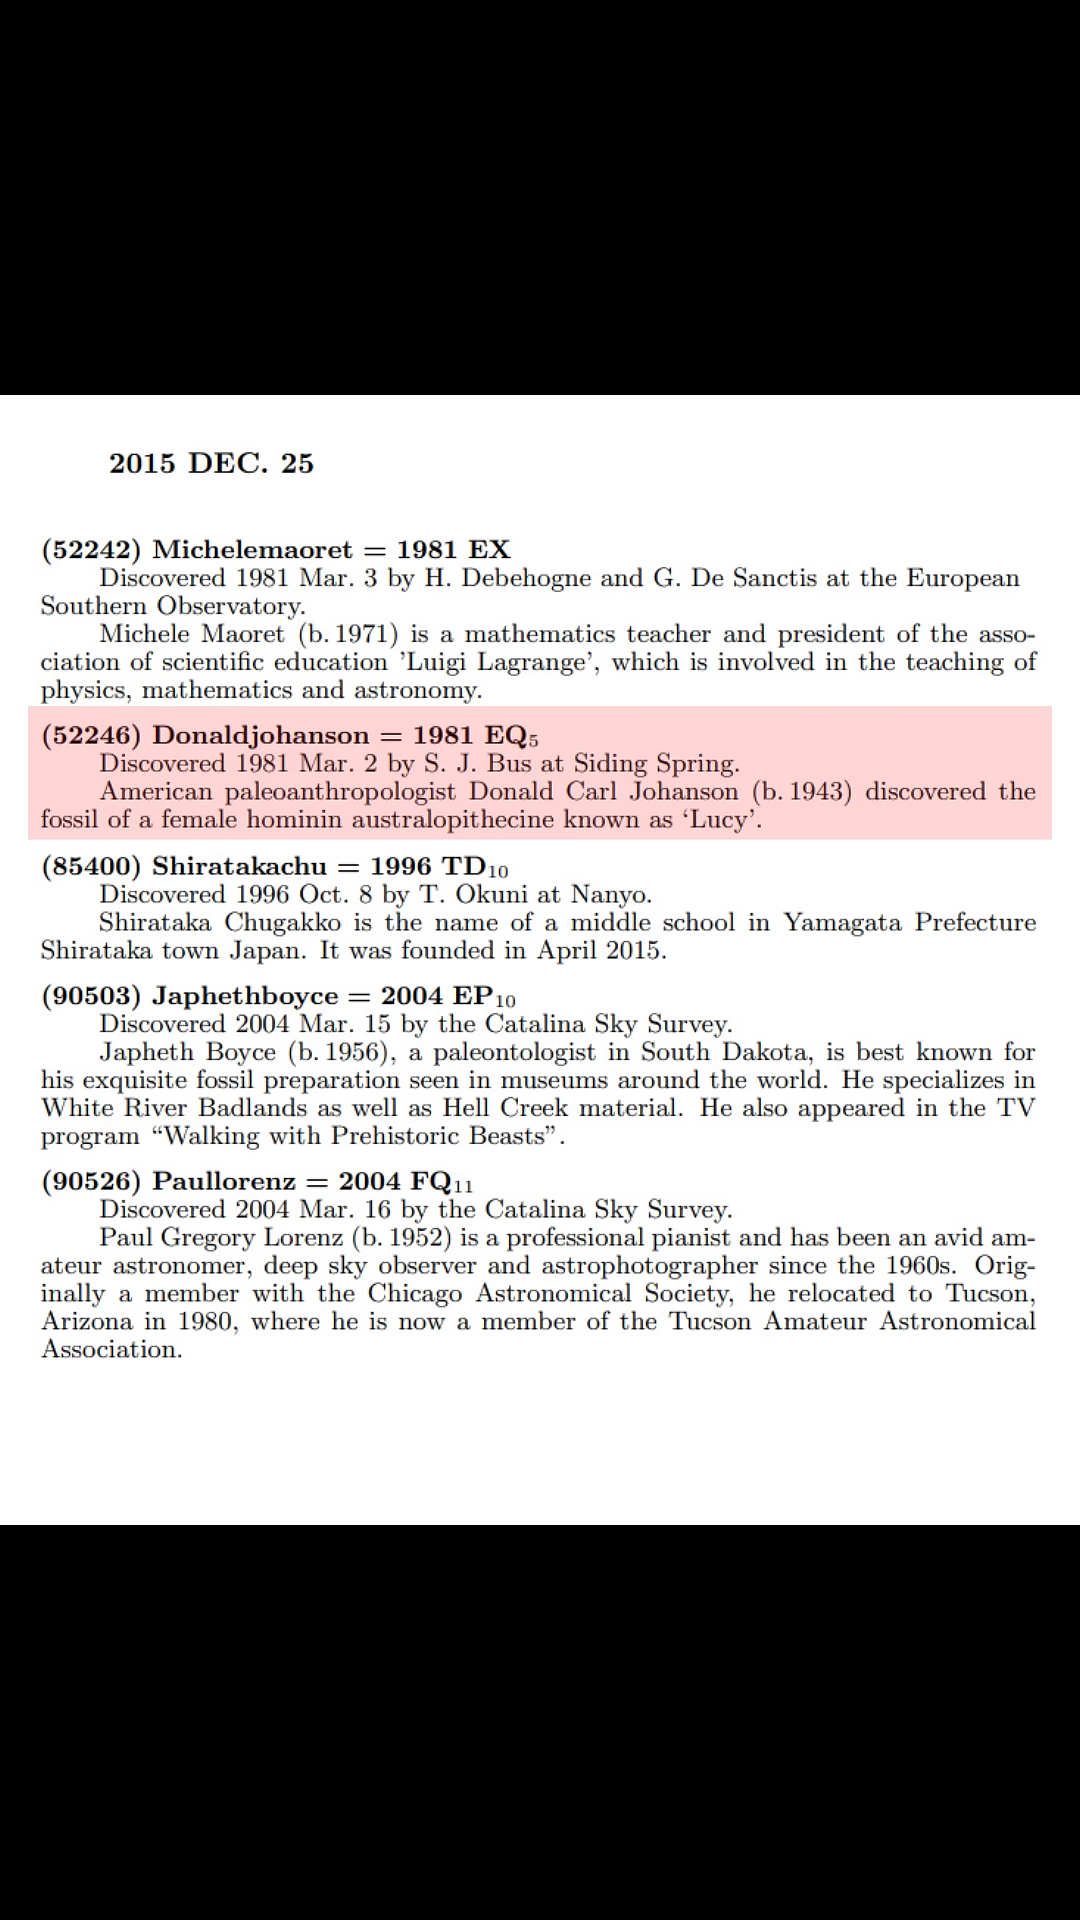 2015 DEC. 25
(52242) Michelemaoret = 1981 EX
Discovered 1981 Mar. 3 by H. Debehogne and G. De Sanctis at the European
Southern Observatory.
Michele Maoret (b. 1971) is a mathematics teacher and president of the asso-
ciation of scientific education ’Luigi Lagrange’, which is involved in the teaching of
physics, mathematics and astronomy.
(52246) Donaldjohanson = 1981 EQ₅
Discovered 1981 Mar. 2 by S. J. Bus at Siding Spring.
American paleoanthropologist Donald Carl Johanson (b. 1943) discovered the
fossil of a female hominin australopithecine known as ‘Lucy’.
(85400) Shiratakachu = 1996 TD₁₀
Discovered 1996 Oct. 8 by T. Okuni at Nanyo.
Shirataka Chugakko is the name of a middle school in Yamagata Prefecture
Shirataka town Japan. It was founded in April 2015.
(90503) Japhethboyce = 2004 EP₁₀
Discovered 2004 Mar. 15 by the Catalina Sky Survey.
Japheth Boyce (b. 1956), a paleontologist in South Dakota, is best known for
his exquisite fossil preparation seen in museums around the world. He specializes in
White River Badlands as well as Hell Creek material. He also appeared in the TV
program “Walking with Prehistoric Beasts”.
(90526) Paullorenz = 2004 FQ₁₁
Discovered 2004 Mar. 16 by the Catalina Sky Survey.
Paul Gregory Lorenz (b. 1952) is a professional pianist and has been an avid am-
ateur astronomer, deep sky observer and astrophotographer since the 1960s. Orig-
inally a member with the Chicago Astronomical Society, he relocated to Tucson,
Arizona in 1980, where he is now a member of the Tucson Amateur Astronomical
Association.